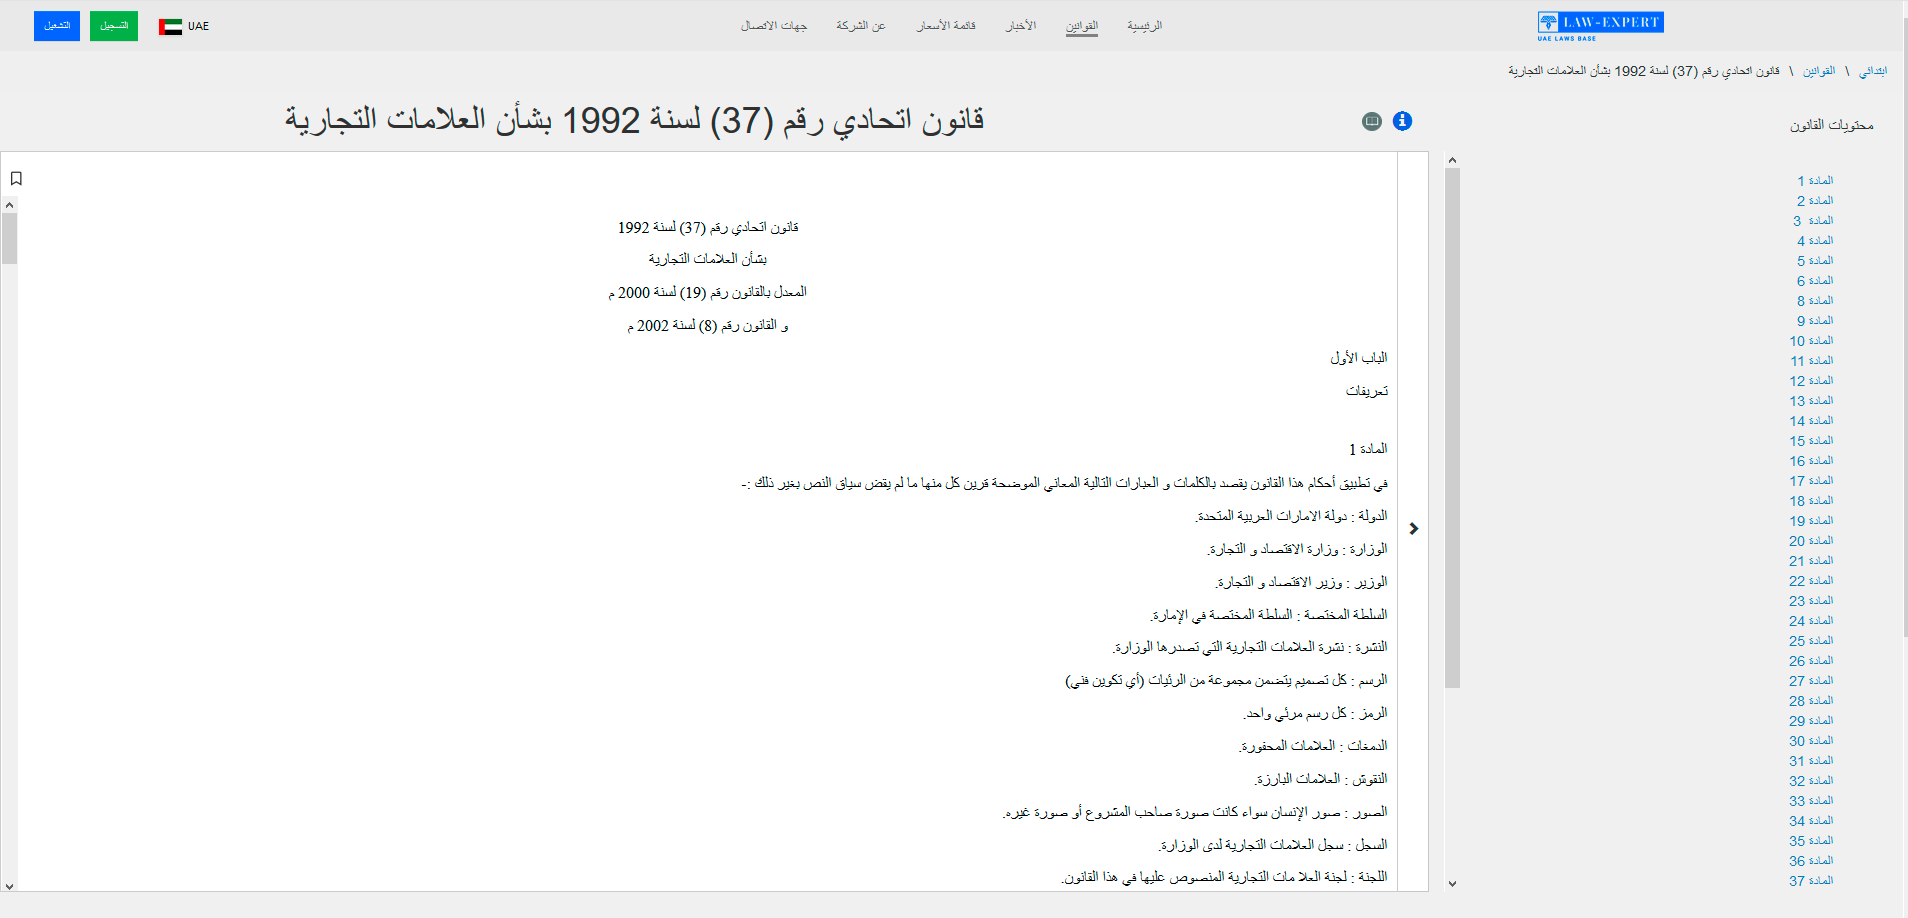 LAW-EXPERT
UAE LAWS BASE
الرئيسية
القوانين
الأخبار
قائمة الأسعار
عن الشركة
جهات الاتصال
UAE
التسجيل
التشغيل
ابتدائي \ القوانين \ قانون اتحادي رقم (37) لسنة 1992 بشأن العلامات التجارية
محتويات القانون
المادة 1
المادة 2
المادة 3
المادة 4
المادة 5
المادة 6
المادة 8
المادة 9
المادة 10
المادة 11
المادة 12
المادة 13
المادة 14
المادة 15
المادة 16
المادة 17
المادة 18
المادة 19
المادة 20
المادة 21
المادة 22
المادة 23
المادة 24
المادة 25
المادة 26
المادة 27
المادة 28
المادة 29
المادة 30
المادة 31
المادة 32
المادة 33
المادة 34
المادة 35
المادة 36
المادة 37
قانون اتحادي رقم (37) لسنة 1992 بشأن العلامات التجارية
قانون اتحادي رقم (37) لسنة 1992
بشأن العلامات التجارية
المعدل بالقانون رقم (19) لسنة 2000 م
و القانون رقم (8) لسنة 2002 م
الباب الأول
تعريفات
المادة 1
في تطبيق أحكام هذا القانون يقصد بالكلمات و العبارات التالية المعاني الموضحة قرين كل منها ما لم يقض سياق النص بغير ذلك :-
الدولة : دولة الامارات العربية المتحدة.
الوزارة : وزارة الاقتصاد و التجارة.
الوزير : وزير الاقتصاد و التجارة.
السلطة المختصة : السلطة المختصة في الإمارة.
النشرة : نشرة العلامات التجارية التي تصدرها الوزارة.
الرسم : كل تصميم يتضمن مجموعة من الرئيات (أي تكوين فني)
الرمز : كل رسم مرئي واحد.
الدمغات : العلامات المحفورة.
النقوش : العلامات البارزة.
الصور : صور الإنسان سواء كانت صورة صاحب المشروع أو صورة غيره.
السجل : سجل العلامات التجارية لدى الوزارة.
اللجنة : لجنة العلا مات التجارية المنصوص عليها في هذا القانون.